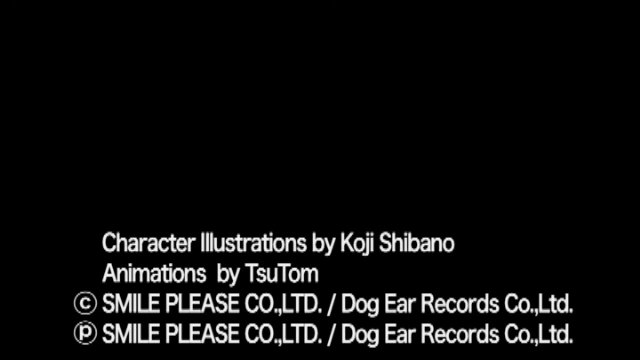 Character Illustrations by Koji Shibano
Animations by TsuTom
© SMILE PLEASE CO.,LTD. / Dog Ear Records Co.,Ltd.
℗ SMILE PLEASE CO.,LTD. / Dog Ear Records Co.,Ltd.